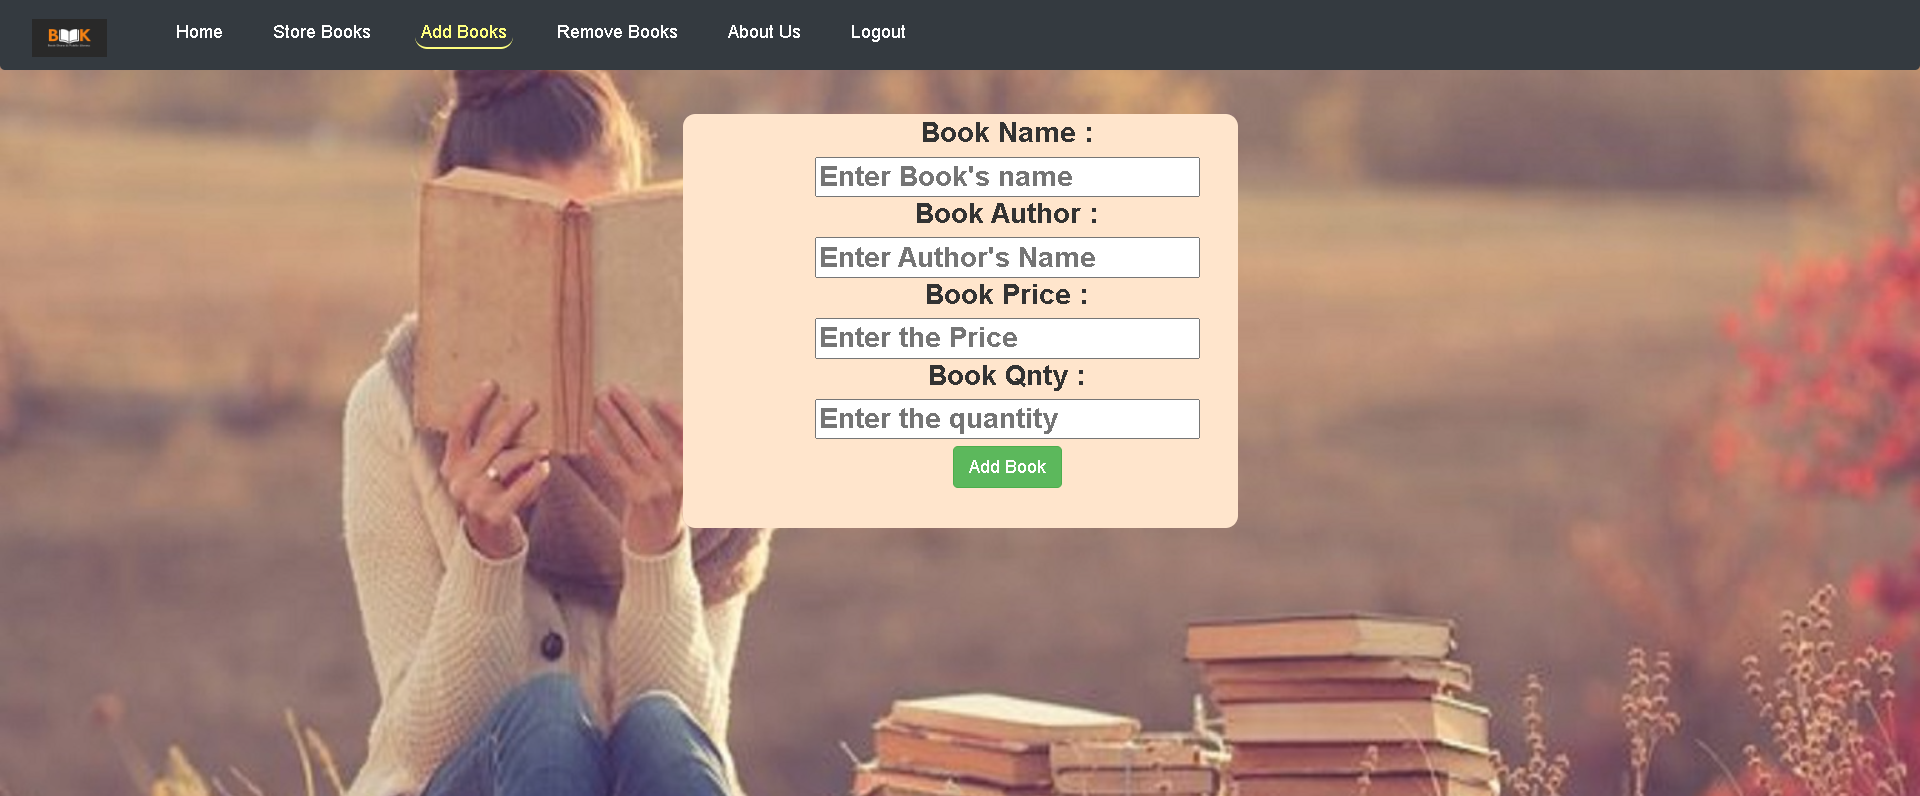 BOOK
Home
Store Books
Add Books
Remove Books
About Us
Logout
Book Name :
Enter Book's name
Book Author :
Enter Author's Name
Book Price :
Enter the Price
Book Qnty :
Enter the quantity
Add Book